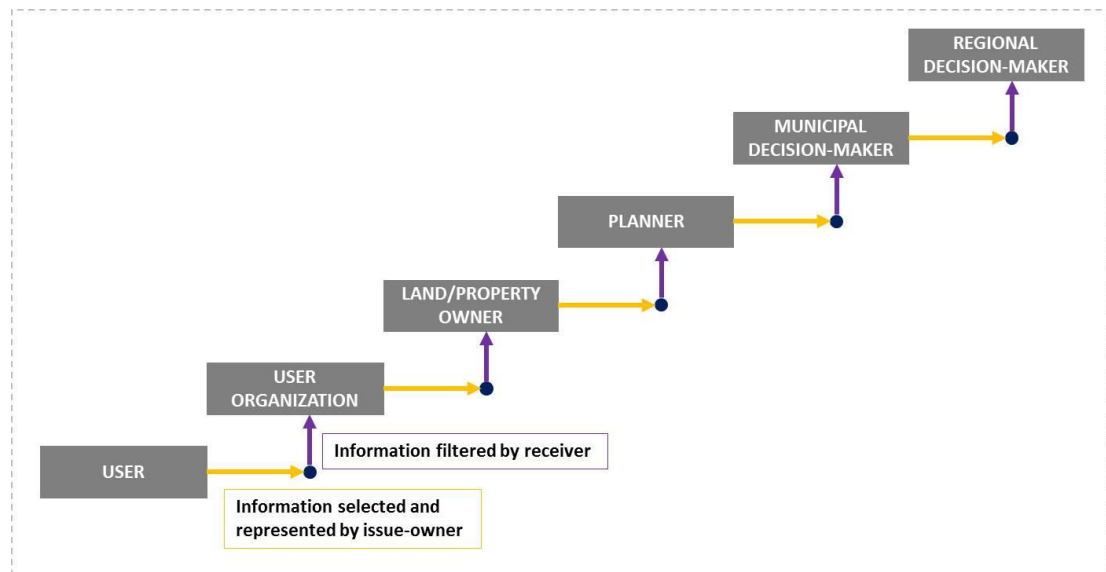 REGIONAL
DECISION-MAKER
MUNICIPAL
DECISION-MAKER
PLANNER
LAND/PROPERTY
OWNER
USER
ORGANIZATION
Information filtered by receiver
USER
Information selected and
represented by issue-owner